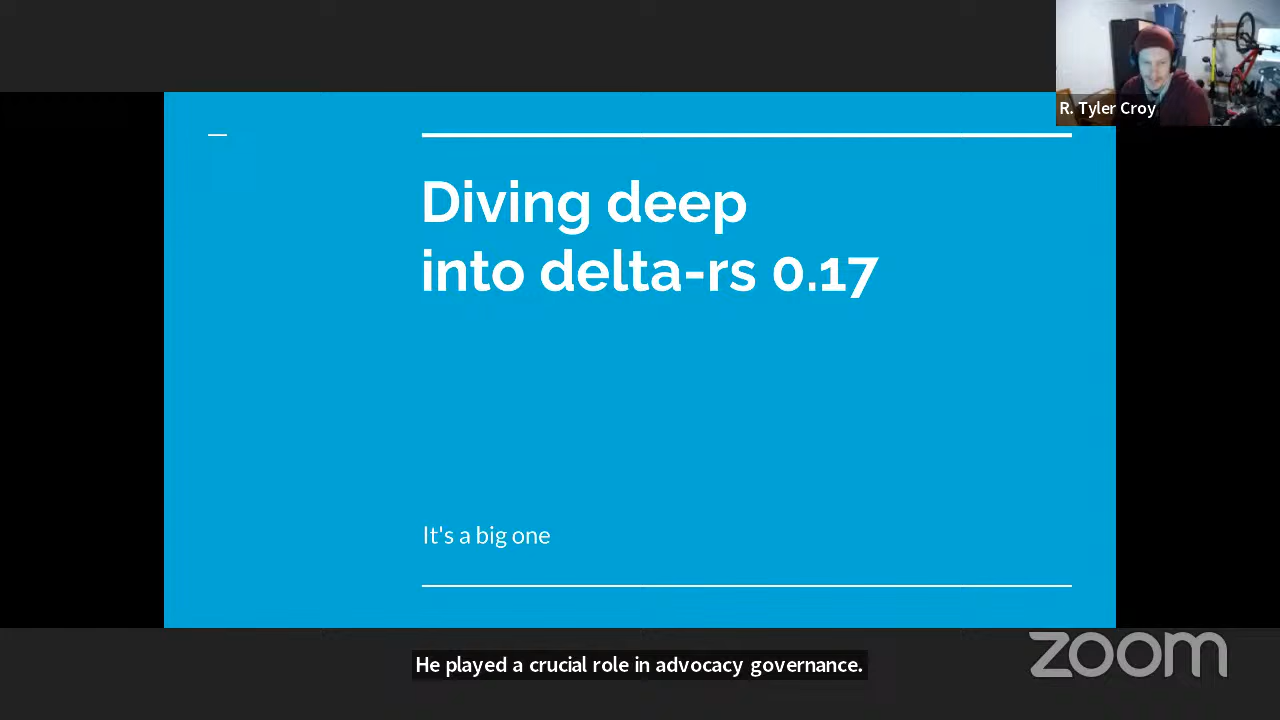 R. Tyler Croy
Diving deep
into delta-rs 0.17
It's a big one
He played a crucial role in advocacy governance.
zoom